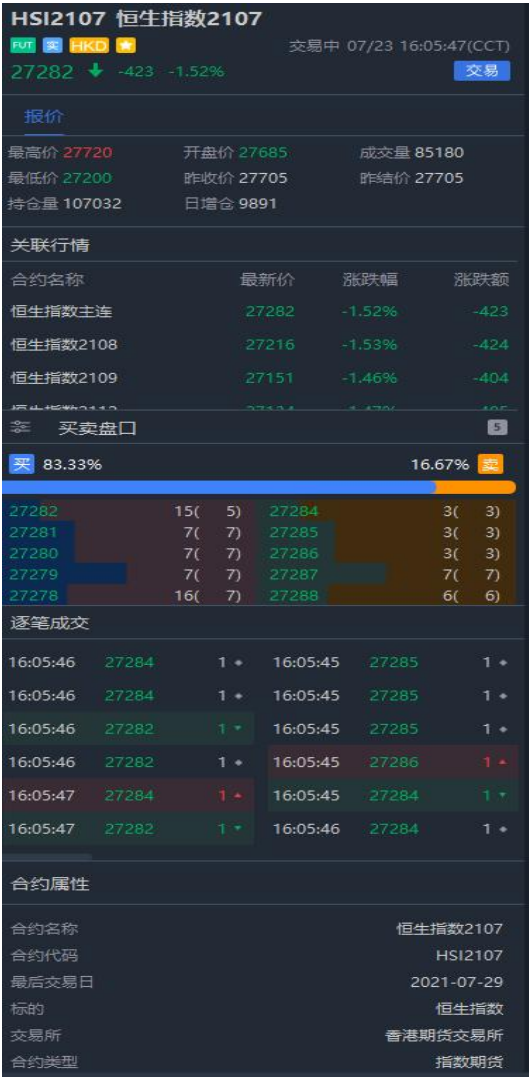 HSI2107 恒生指数2107
FUT 实 HKD 交易中 07/23 16:05:47(CCT)
27282 -423 -1.52% 交易
报价
最高价 27720 开盘价 27685 成交量 85180
最低价 27200 昨收价 27705 昨结价 27705
持仓量 107032 日增仓 9891
关联行情
合约名称 最新价 涨跌幅 涨跌额
恒生指数主连 27282 -1.52% -423
恒生指数2108 27216 -1.53% -424
恒生指数2109 27151 -1.46% -404
买卖盘口 5
买 83.33% 16.67% 卖
27282 15( 5) 27284 3( 3)
27281 7( 7) 27285 3( 3)
27280 7( 7) 27286 3( 3)
27279 7( 7) 27287 7( 7)
27278 16( 7) 27288 6( 6)
逐笔成交
16:05:46 27284 1 16:05:45 27285 1
16:05:46 27284 1 16:05:45 27285 1
16:05:46 27282 1 16:05:45 27285 1
16:05:46 27282 1 16:05:45 27286 1
16:05:47 27284 1 16:05:45 27284 1
16:05:47 27282 1 16:05:46 27284 1
合约属性
合约名称 恒生指数2107
合约代码 HSI2107
最后交易日 2021-07-29
标的 恒生指数
交易所 香港期货交易所
合约类型 指数期货